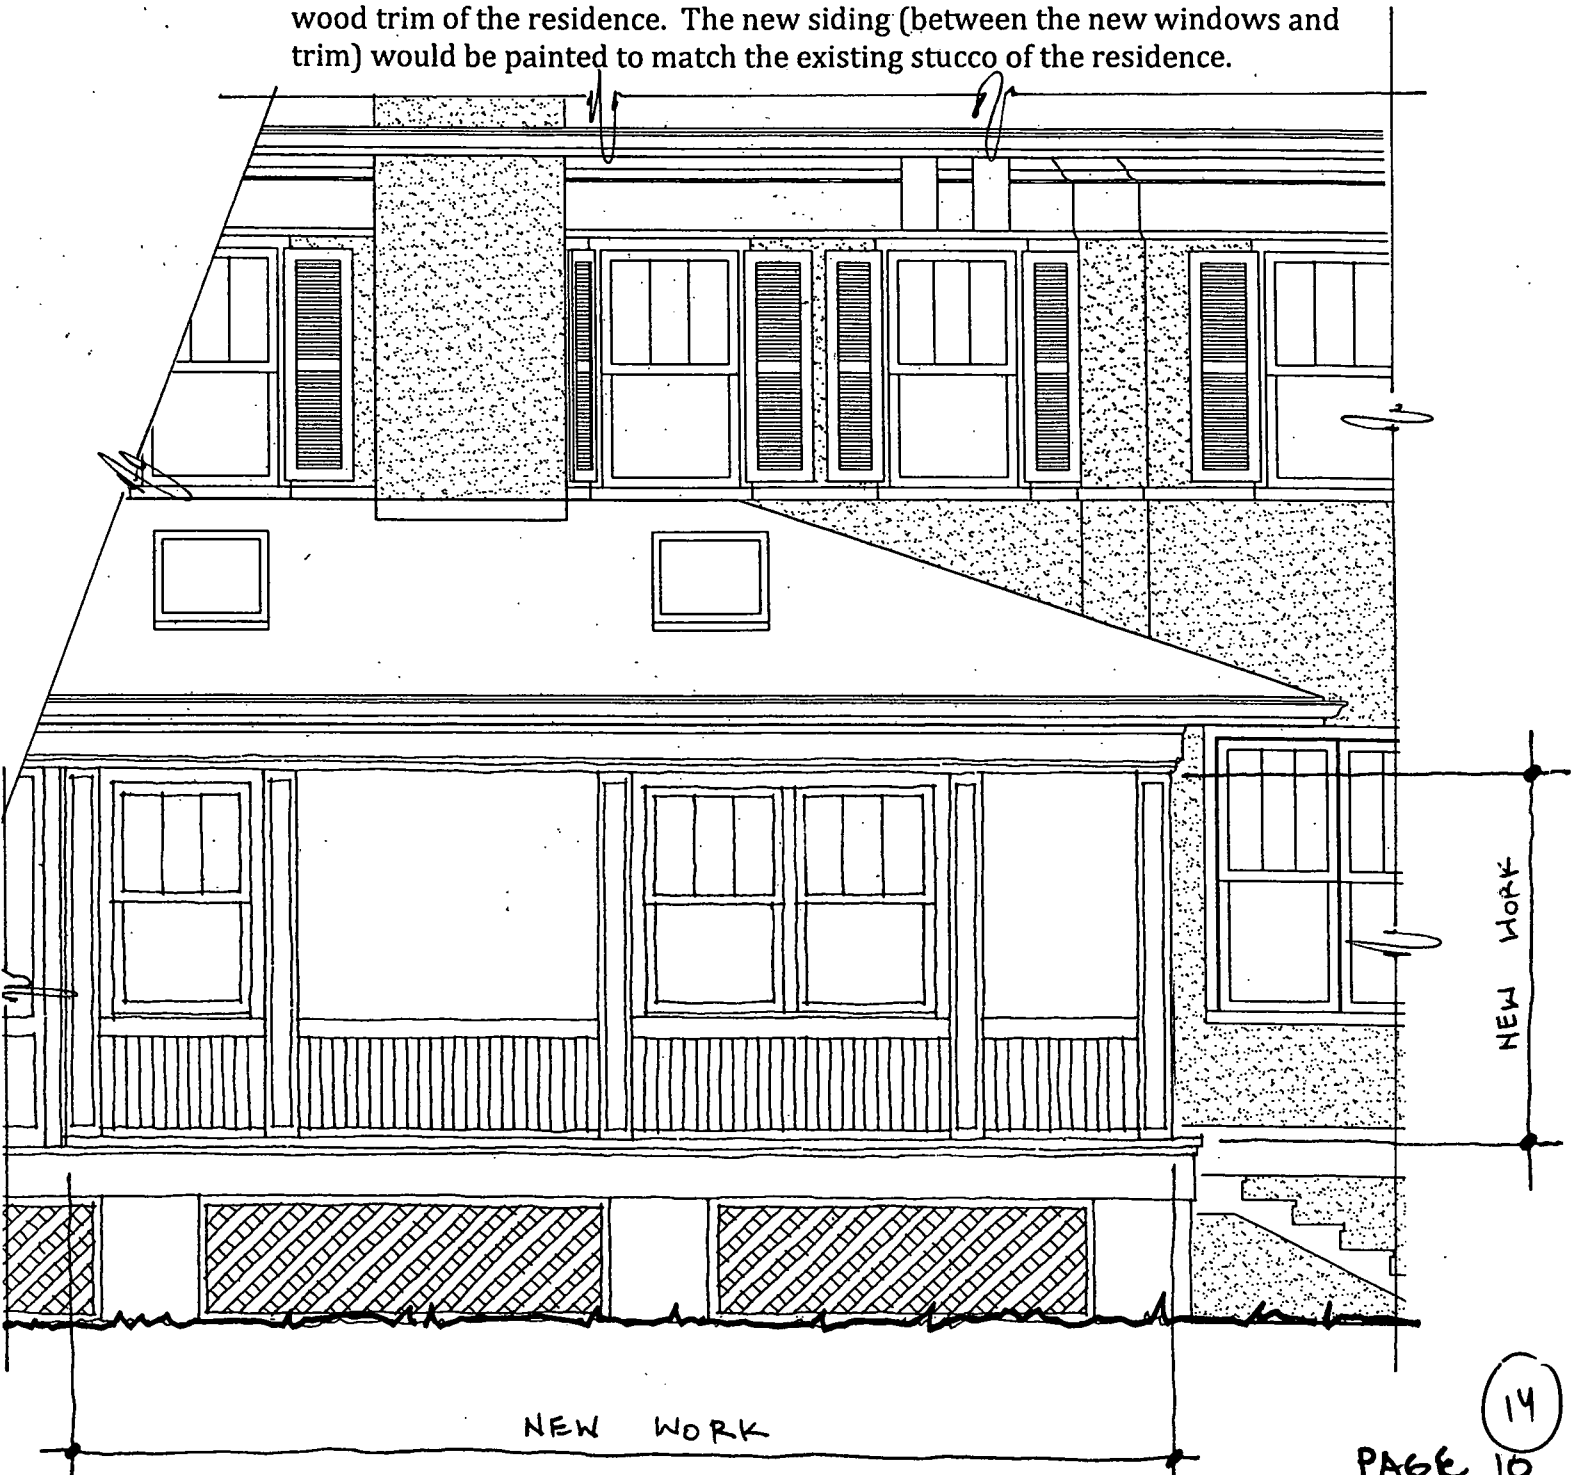 wood trim of the residence.  The new siding (between the new windows and
trim) would be painted to match the existing stucco of the residence.
NEW WORK
NEW WORK
14
PAGE 10